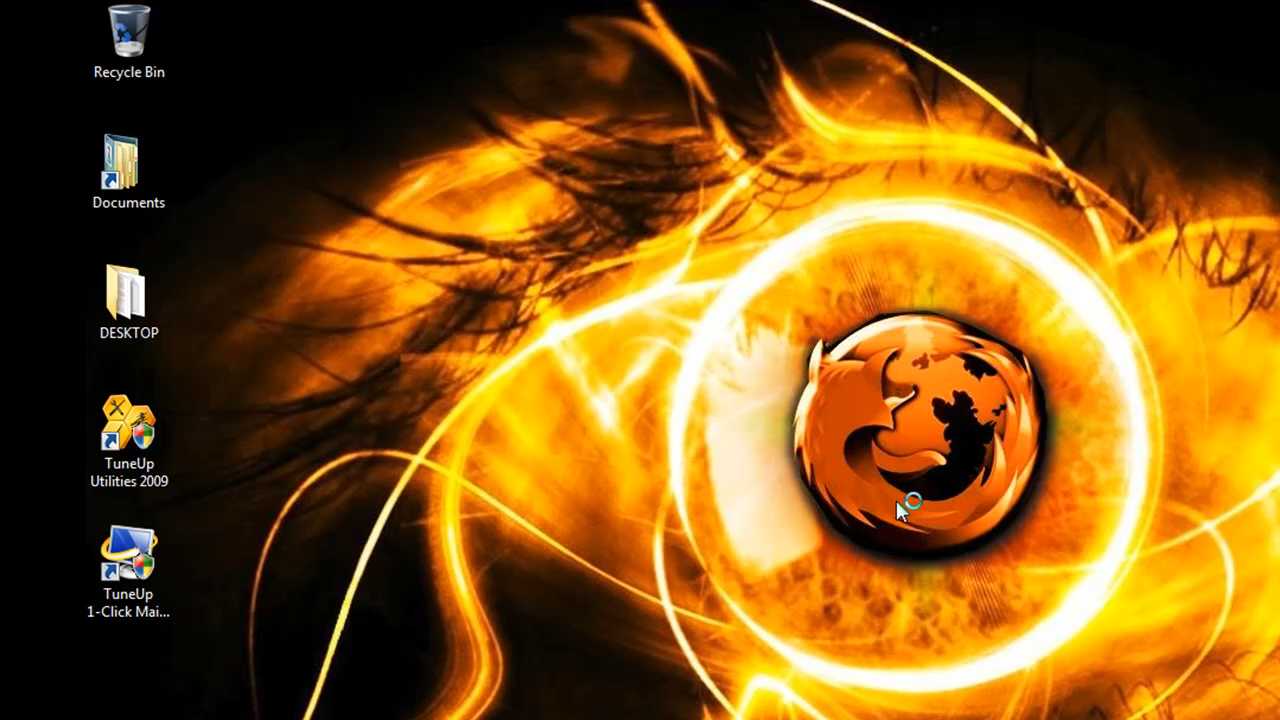 Recycle Bin
Documents
DESKTOP
TuneUp
Utilities 2009
TuneUp
1-Click Mai...